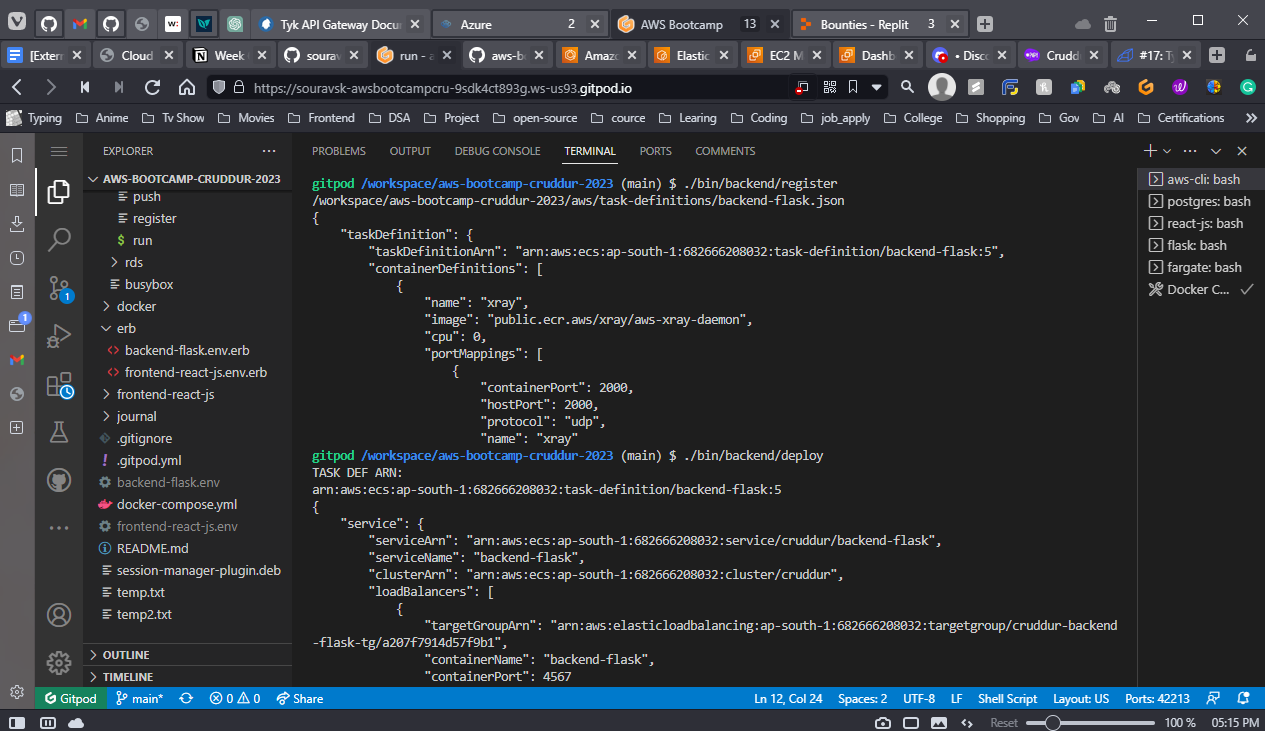 Tyk API Gateway Docu
Azure
2
AWS Bootcamp
13
Bounties - Replit
3
[Extern
Cloud
Week
sourav
run - a
aws-bo
Amazo
Elastic
EC2 M
Dashb
• Disco
Crudd
#17: Ty
https://souravsk-awsbootcampcru-9sdk4ct893g.ws-us93.gitpod.io
Typing
Anime
Tv Show
Movies
Frontend
DSA
Project
open-source
cource
Learing
Coding
job_apply
College
Shopping
Gov
AI
Certifications
EXPLORER
AWS-BOOTCAMP-CRUDDUR-2023
push
register
$ run
rds
busybox
docker
erb
backend-flask.env.erb
frontend-react-js.env.erb
frontend-react-js
journal
.gitignore
! .gitpod.yml
backend-flask.env
docker-compose.yml
frontend-react-js.env
README.md
session-manager-plugin.deb
temp.txt
temp2.txt
OUTLINE
TIMELINE
1
1
PROBLEMS
OUTPUT
DEBUG CONSOLE
TERMINAL
PORTS
COMMENTS
gitpod /workspace/aws-bootcamp-cruddur-2023 (main) $ ./bin/backend/register
/workspace/aws-bootcamp-cruddur-2023/aws/task-definitions/backend-flask.json
{
"taskDefinition": {
"taskDefinitionArn": "arn:aws:ecs:ap-south-1:682666208032:task-definition/backend-flask:5",
"containerDefinitions": [
{
"name": "xray",
"image": "public.ecr.aws/xray/aws-xray-daemon",
"cpu": 0,
"portMappings": [
{
"containerPort": 2000,
"hostPort": 2000,
"protocol": "udp",
"name": "xray"
gitpod /workspace/aws-bootcamp-cruddur-2023 (main) $ ./bin/backend/deploy
TASK DEF ARN:
arn:aws:ecs:ap-south-1:682666208032:task-definition/backend-flask:5
{
"service": {
"serviceArn": "arn:aws:ecs:ap-south-1:682666208032:service/cruddur/backend-flask",
"serviceName": "backend-flask",
"clusterArn": "arn:aws:ecs:ap-south-1:682666208032:cluster/cruddur",
"loadBalancers": [
{
"targetGroupArn": "arn:aws:elasticloadbalancing:ap-south-1:682666208032:targetgroup/cruddur-backend
-flask-tg/a207f7914d57f9b1",
"containerName": "backend-flask",
"containerPort": 4567
aws-cli: bash
postgres: bash
react-js: bash
flask: bash
fargate: bash
Docker C...
Gitpod
main*
0
0
Share
Ln 12, Col 24
Spaces: 2
UTF-8
LF
Shell Script
Layout: US
Ports: 42213
Reset
100 %
05:15 PM